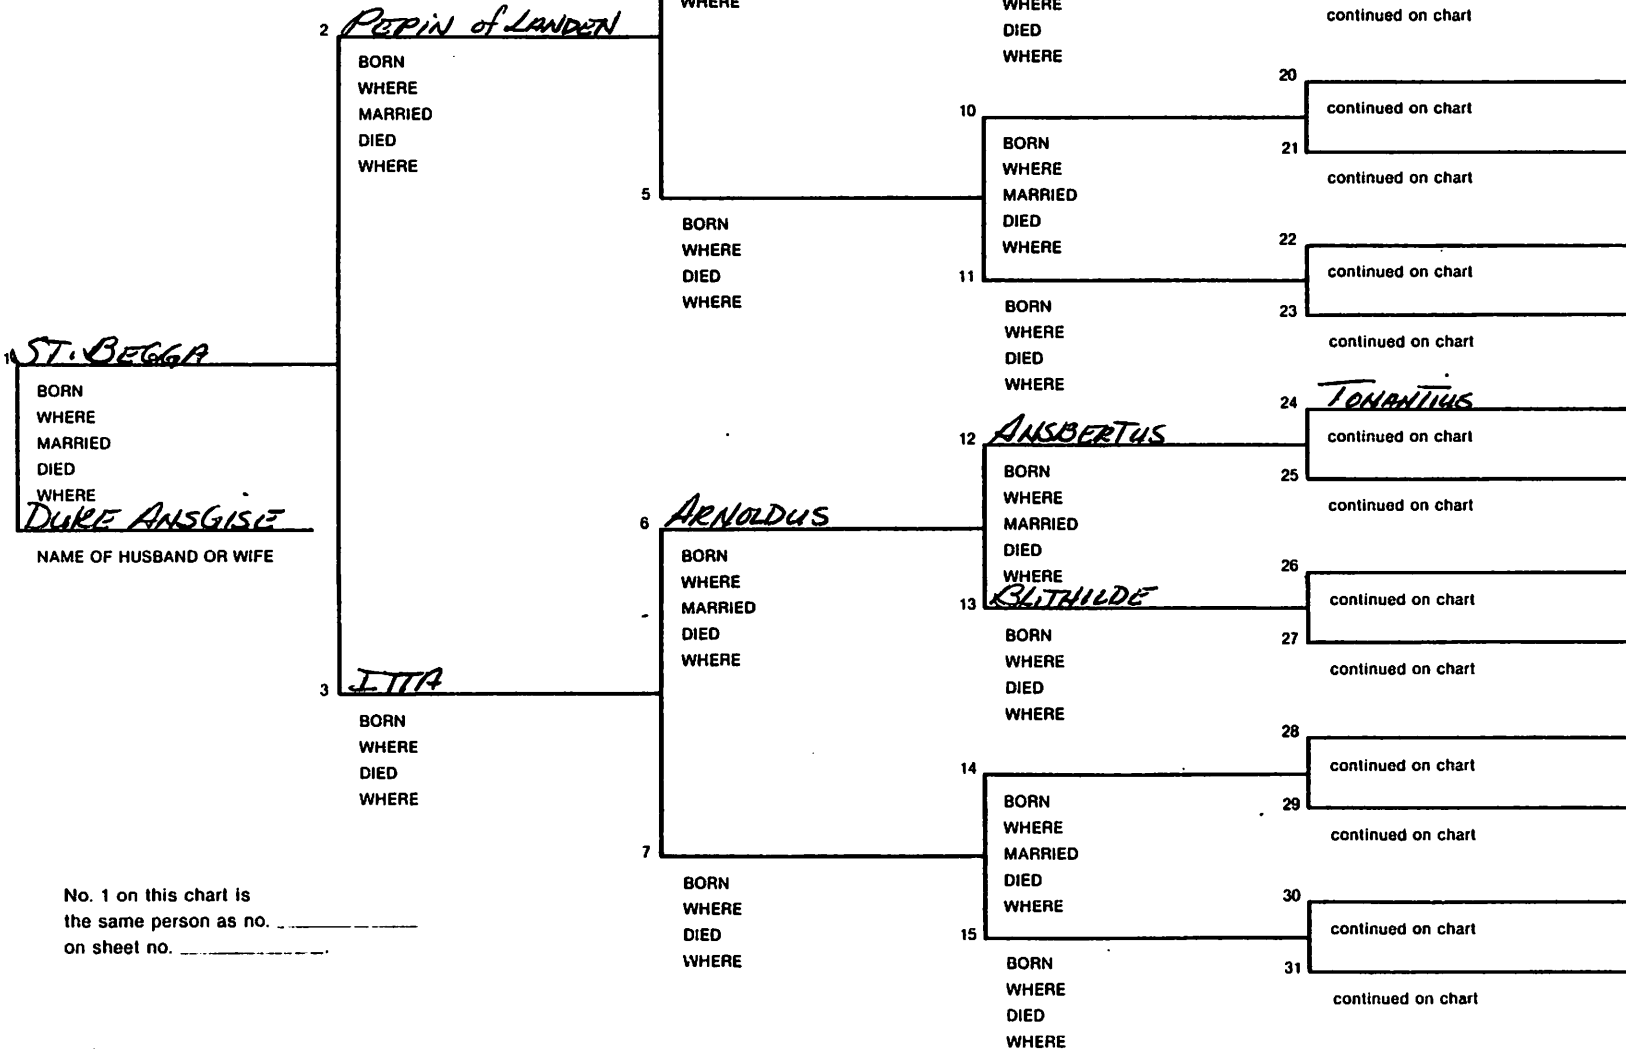 WHERE
2 PEPIN of LANDEN
BORN
WHERE
MARRIED
DIED
WHERE
5
BORN
WHERE
DIED
WHERE
WHERE
DIED
WHERE
10
BORN
WHERE
MARRIED
DIED
WHERE
11
BORN
WHERE
DIED
WHERE
continued on chart
20
continued on chart
21
continued on chart
22
continued on chart
23
continued on chart
1 ST. BEGGA
BORN
WHERE
MARRIED
DIED
WHERE
DUKE ANSGISE
NAME OF HUSBAND OR WIFE
3 ITTA
BORN
WHERE
DIED
WHERE
6 ARNOLDUS
BORN
WHERE
MARRIED
DIED
WHERE
7
BORN
WHERE
DIED
WHERE
12 ANSBERTUS
BORN
WHERE
MARRIED
DIED
WHERE
13 BLITHILDE
BORN
WHERE
DIED
WHERE
14
BORN
WHERE
MARRIED
DIED
WHERE
15
BORN
WHERE
DIED
WHERE
24 TONANTIUS
continued on chart
25
continued on chart
26
continued on chart
27
continued on chart
28
continued on chart
29
continued on chart
30
continued on chart
31
continued on chart
No. 1 on this chart is
the same person as no.
on sheet no. .